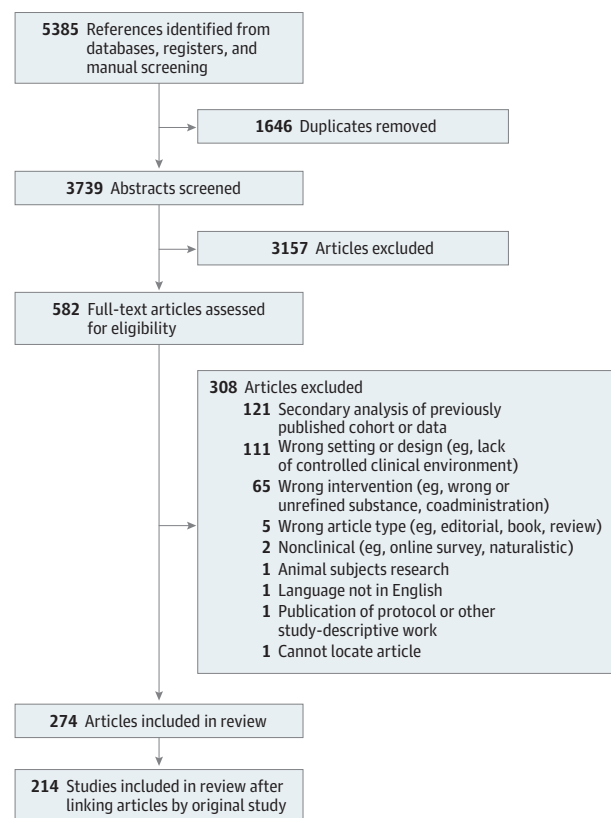 5385 References identified from
databases, registers, and
manual screening
1646 Duplicates removed
3739 Abstracts screened
3157 Articles excluded
582 Full-text articles assessed
for eligibility
308 Articles excluded
121 Secondary analysis of previously
published cohort or data
111 Wrong setting or design (eg, lack
of controlled clinical environment)
65 Wrong intervention (eg, wrong or
unrefined substance, coadministration)
5 Wrong article type (eg, editorial, book, review)
2 Nonclinical (eg, online survey, naturalistic)
1 Animal subjects research
1 Language not in English
1 Publication of protocol or other
study-descriptive work
1 Cannot locate article
274 Articles included in review
214 Studies included in review after
linking articles by original study